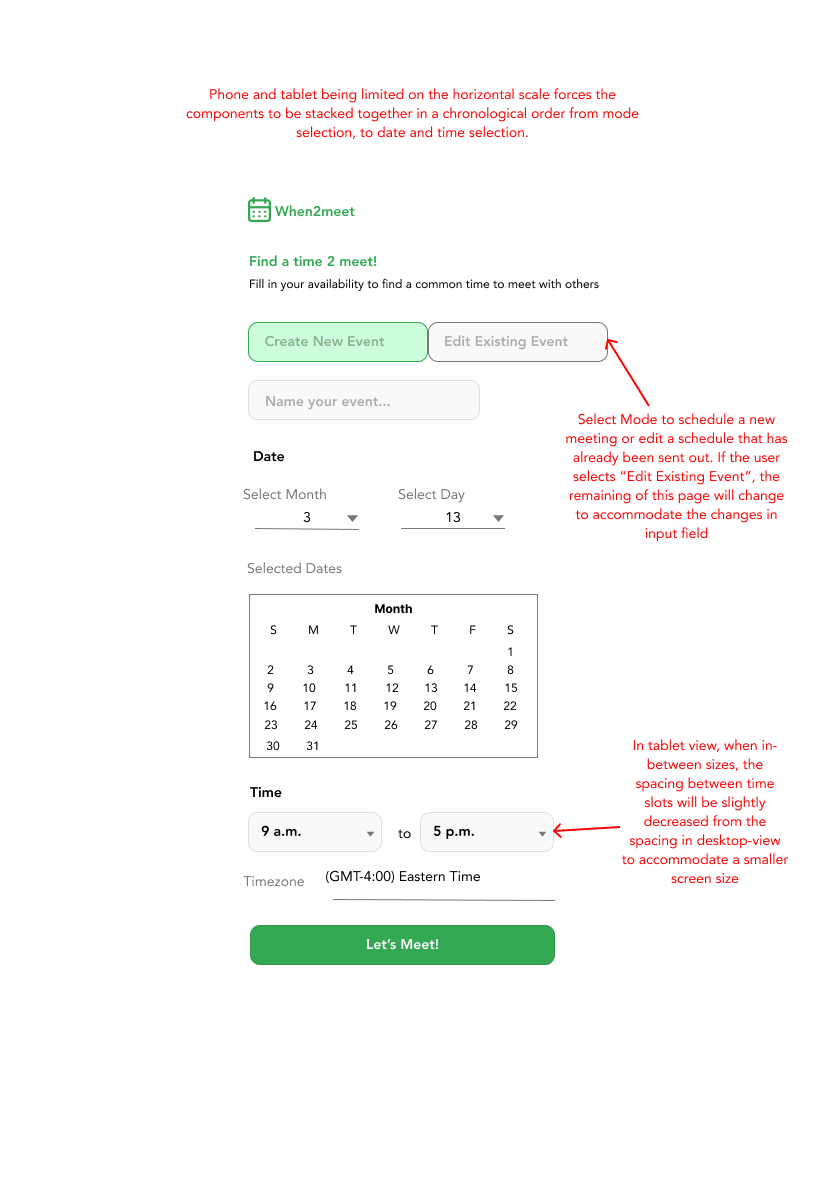 Phone and tablet being limited on the horizontal scale forces the
components to be stacked together in a chronological order from mode
selection, to date and time selection.
When2meet
Find a time 2 meet!
Fill in your availability to find a common time to meet with others
Create New Event Edit Existing Event
Name your event...
Select Mode to schedule a new
meeting or edit a schedule that has
already been sent out. If the user
selects “Edit Existing Event”, the
remaining of this page will change
to accommodate the changes in
input field
Date
Select Month Select Day
3 13
Selected Dates
Month
S M T W T F S
1
2 3 4 5 6 7 8
9 10 11 12 13 14 15
16 17 18 19 20 21 22
23 24 25 26 27 28 29
30 31
In tablet view, when in-
between sizes, the
spacing between time
slots will be slightly
decreased from the
spacing in desktop-view
to accommodate a smaller
screen size
Time
9 a.m. to 5 p.m.
Timezone (GMT-4:00) Eastern Time
Let’s Meet!